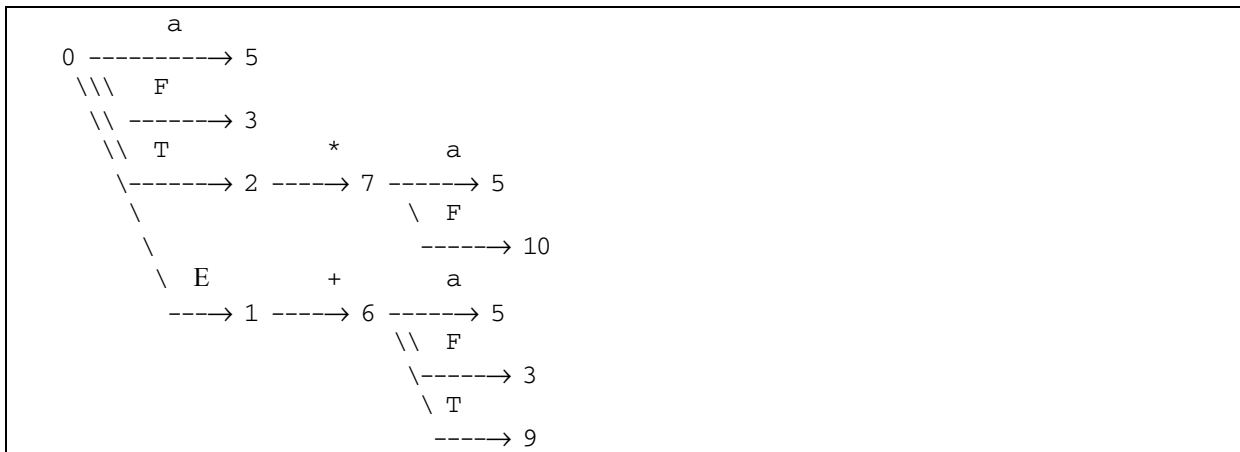 a
0 ---------→ 5
\\\ F
\\ ------→ 3
\\ T * a
\------→ 2 ----→ 7 -----→ 5
\ \ F
\ -----→ 10
\ E + a
---→ 1 ----→ 6 -----→ 5
\\ F
\-----→ 3
\ T
----→ 9